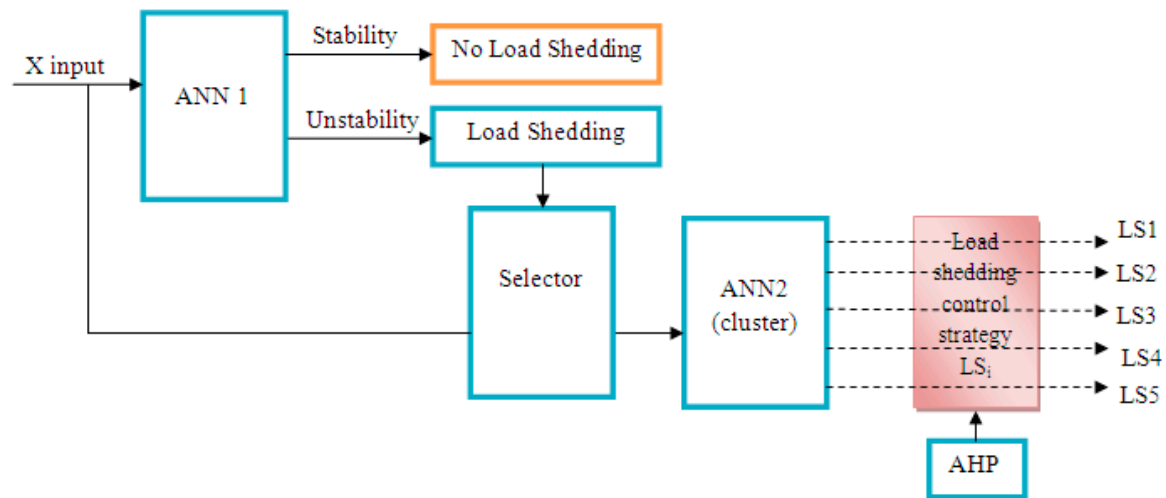 X input
ANN 1
Stability
No Load Shedding
Unstability
Load Shedding
Selector
ANN2
(cluster)
Load
shedding
control
strategy
LSi
LS1
LS2
LS3
LS4
LS5
AHP